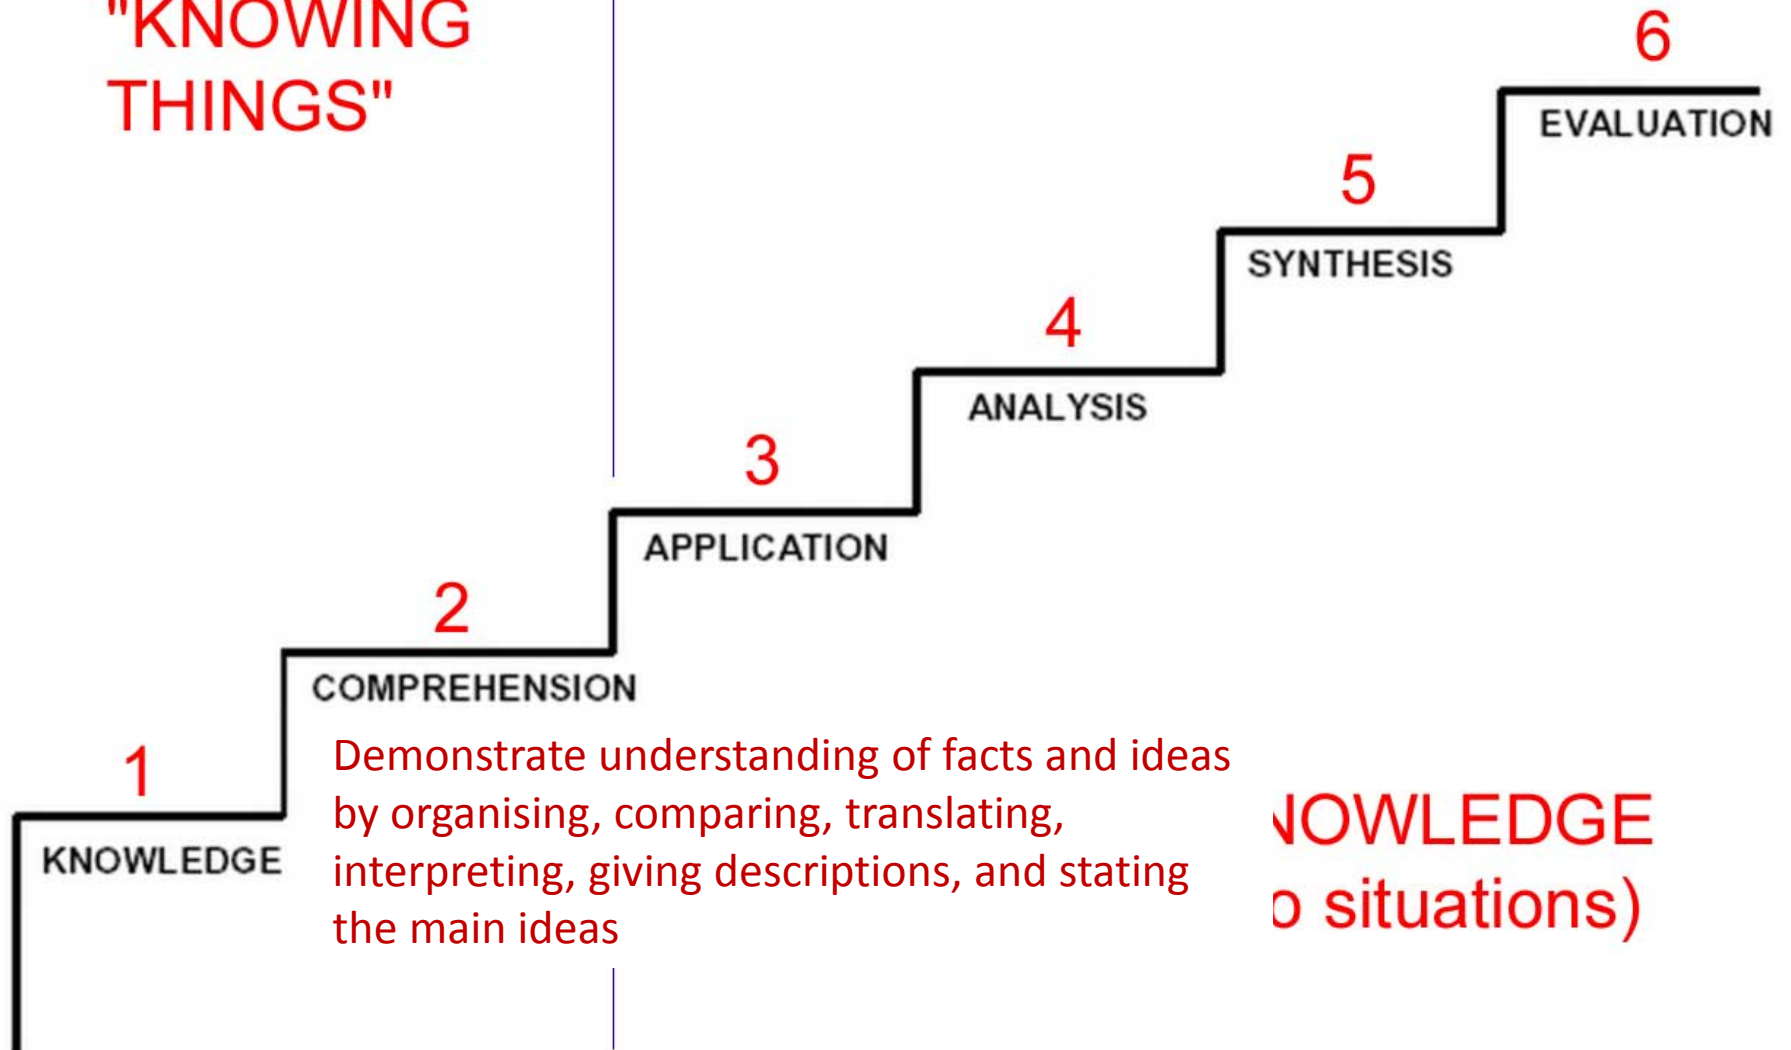 "KNOWING
THINGS"
6
EVALUATION
5
SYNTHESIS
4
ANALYSIS
3
APPLICATION
2
COMPREHENSION
Demonstrate understanding of facts and ideas
by organising, comparing, translating,
interpreting, giving descriptions, and stating
the main ideas
1
KNOWLEDGE
NOWLEDGE
o situations)